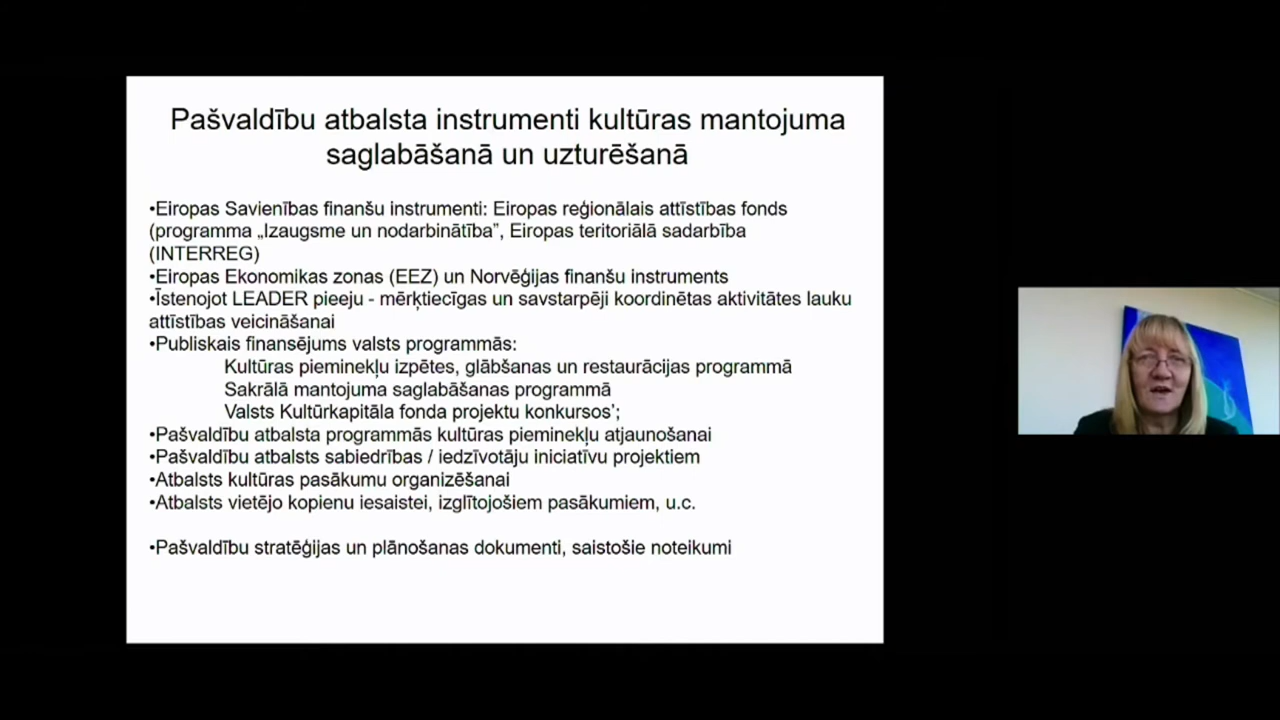 Pašvaldību atbalsta instrumenti kultūras mantojuma
saglabāšanā un uzturēšanā
•Eiropas Savienības finanšu instrumenti: Eiropas reģionālais attīstības fonds
(programma „Izaugsme un nodarbinātība”, Eiropas teritoriālā sadarbība
(INTERREG)
•Eiropas Ekonomikas zonas (EEZ) un Norvēģijas finanšu instruments
•Īstenojot LEADER pieeju - mērķtiecīgas un savstarpēji koordinētas aktivitātes lauku
attīstības veicināšanai
•Publiskais finansējums valsts programmās:
Kultūras pieminekļu izpētes, glābšanas un restaurācijas programmā
Sakrālā mantojuma saglabāšanas programmā
Valsts Kultūrkapitāla fonda projektu konkursos’;
•Pašvaldību atbalsta programmās kultūras pieminekļu atjaunošanai
•Pašvaldību atbalsts sabiedrības / iedzīvotāju iniciatīvu projektiem
•Atbalsts kultūras pasākumu organizēšanai
•Atbalsts vietējo kopienu iesaistei, izglītojošiem pasākumiem, u.c.
•Pašvaldību stratēģijas un plānošanas dokumenti, saistošie noteikumi